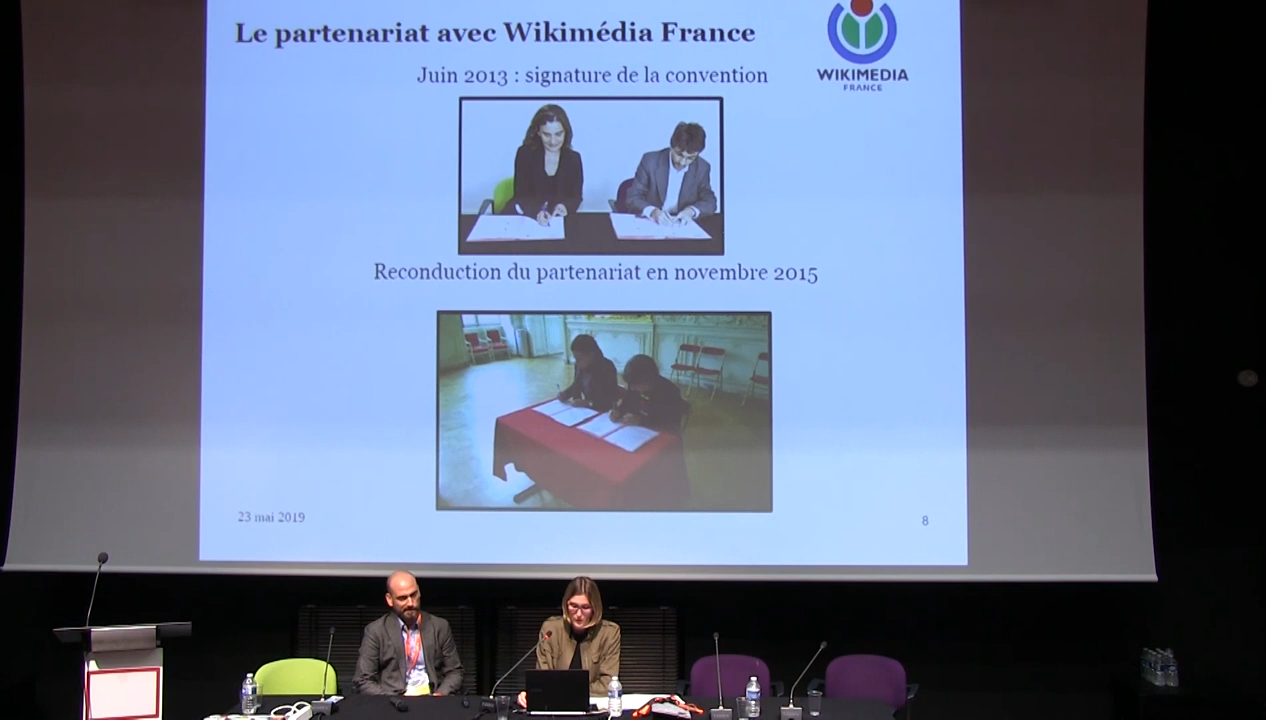 Le partenariat avec Wikimédia France
WIKIMEDIA
FRANCE
Juin 2013 : signature de la convention
Reconduction du partenariat en novembre 2015
23 mai 2019
8